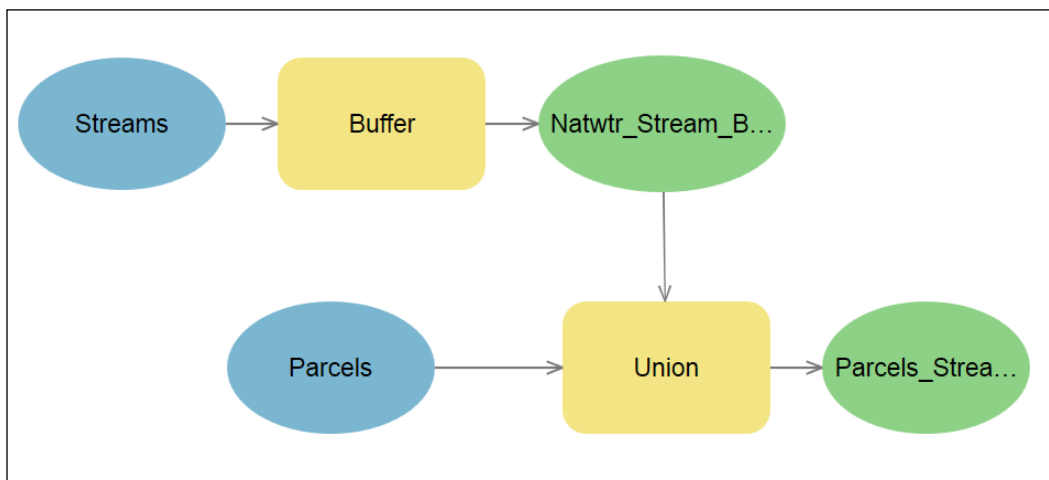 Streams
Buffer
Natwtr_Stream_B...
Parcels
Union
Parcels_Strea...